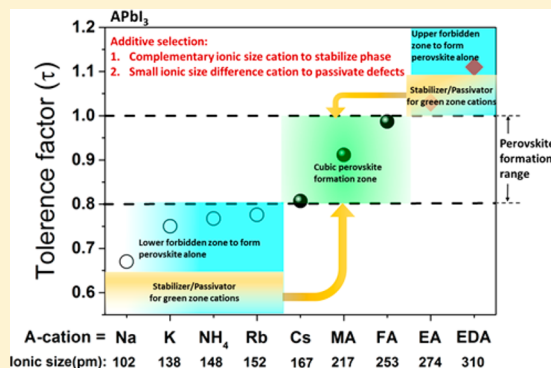 APbI3
Additive selection:
1. Complementary ionic size cation to stabilize phase
2. Small ionic size difference cation to passivate defects
Upper forbidden
zone to form
perovskite alone
Stabilizer/Passivator
for green zone cations
Tolerence factor (τ)
1.2
1.1
1.0
0.9
0.8
0.7
0.6
Cubic perovskite
formation zone
Perovskite
formation
range
Lower forbidden zone to form
perovskite alone
Stabilizer/Passivator
for green zone cations
A-cation = Na K NH4 Rb Cs MA FA EA EDA
Ionic size(pm): 102 138 148 152 167 217 253 274 310